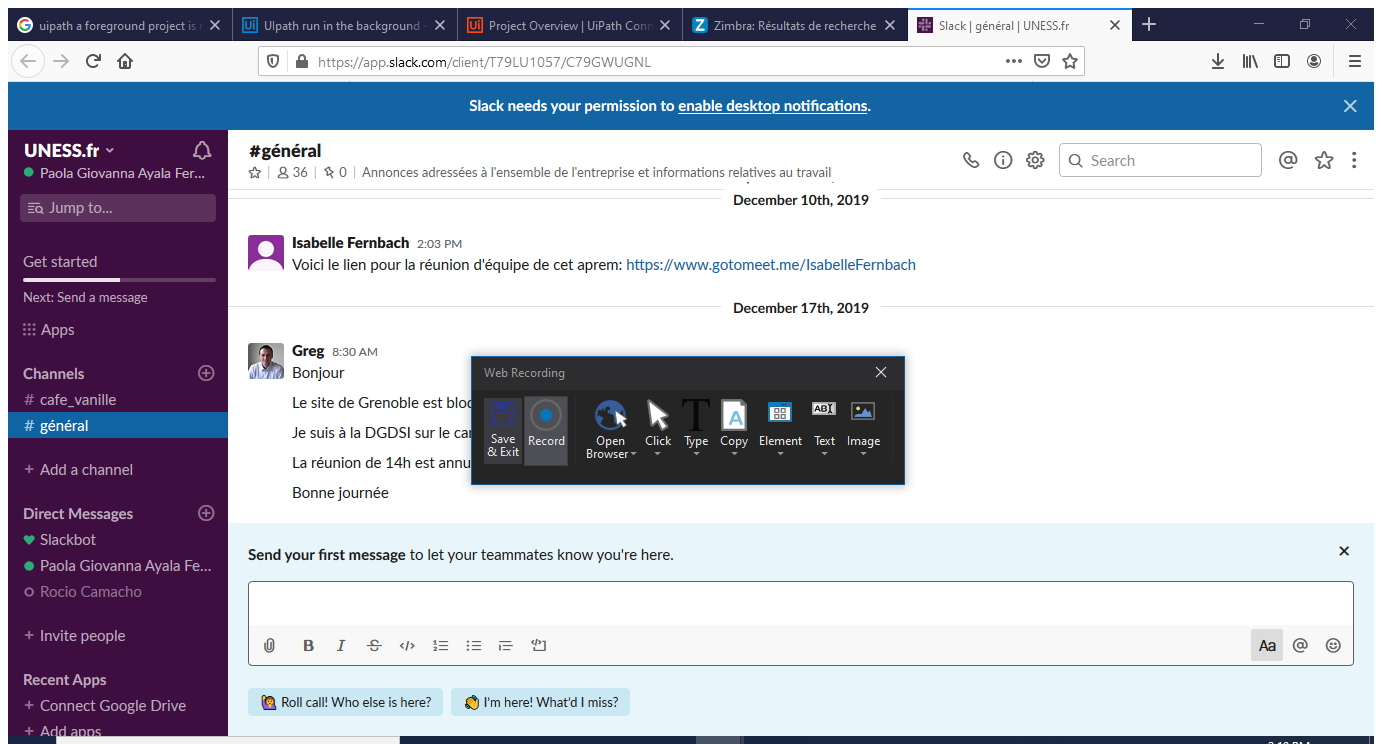 uipath a foreground project is
UIpath run in the background
Project Overview | UiPath Conn
Zimbra: Résultats de recherche
Slack | général | UNESS.fr
https://app.slack.com/client/T79LU1057/C79GWUGNL
Slack needs your permission to enable desktop notifications.
UNESS.fr
Paola Giovanna Ayala Fer...
Jump to...
Get started
Next: Send a message
Apps
Channels
# cafe_vanille
# général
+ Add a channel
Direct Messages
Slackbot
Paola Giovanna Ayala Fe...
Rocio Camacho
+ Invite people
Recent Apps
+ Connect Google Drive
+ Add apps
#général
36 | 0 | Annonces adressées à l'ensemble de l'entreprise et informations relatives au travail
Search
December 10th, 2019
Isabelle Fernbach 2:03 PM
Voici le lien pour la réunion d'équipe de cet aprem: https://www.gotomeet.me/IsabelleFernbach
December 17th, 2019
Greg 8:30 AM
Bonjour
Le site de Grenoble est bloc
Je suis à la DGDSI sur le ca
La réunion de 14h est annu
Bonne journée
Web Recording
Save
& Exit
Record
Open
Browser
Click
Type
Copy
Element
Text
Image
Send your first message to let your teammates know you're here.
Aa
Roll call! Who else is here?
I'm here! What'd I miss?